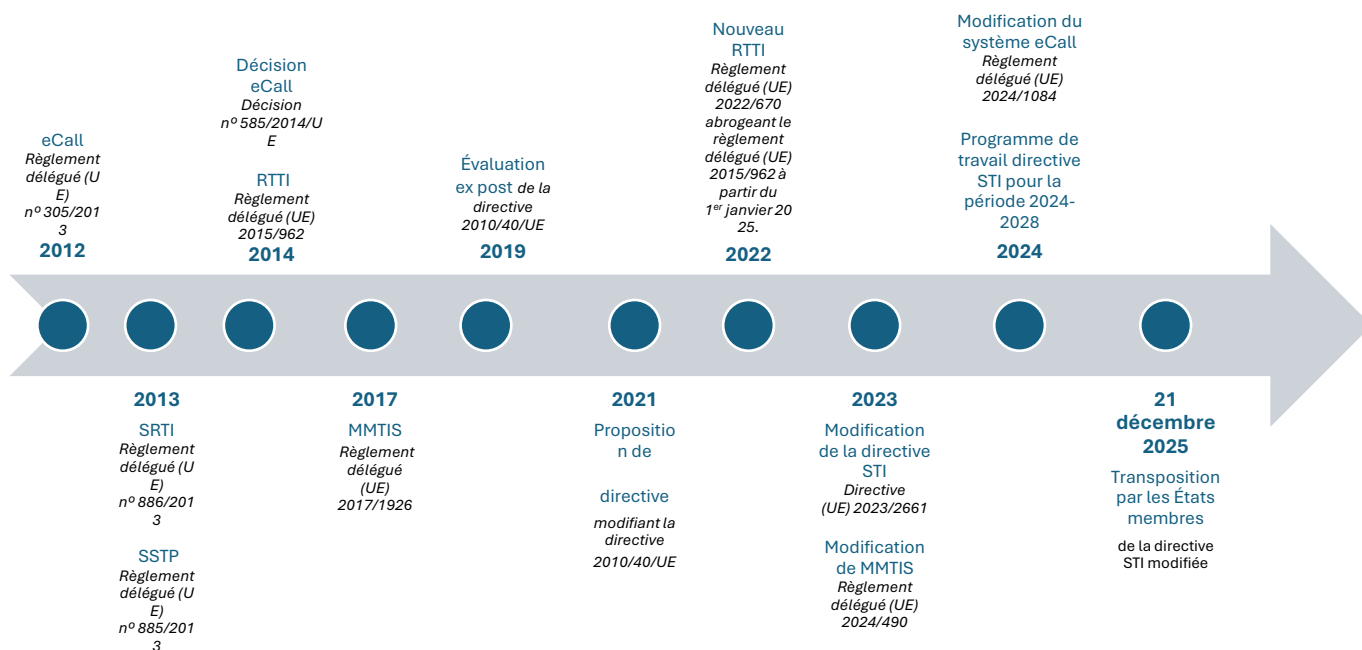 eCall
Règlement
délégué (U
E)
nº 305/201
3
2012
Décision
eCall
Décision
nº 585/2014/U
E
RTTI
Règlement
délégué (UE)
2015/962
2014
Évaluation
ex post de la
directive
2010/40/UE
2019
Nouveau
RTTI
Règlement
délégué (UE)
2022/670
abrogeant le
règlement
délégué (UE)
2015/962 à
partir du
1er janvier 20
25.
2022
Modification du
système eCall
Règlement
délégué (UE)
2024/1084
Programme de
travail directive
STI pour la
période 2024-
2028
2024
2013
SRTI
Règlement
délégué (U
E)
nº 886/201
3
SSTP
Règlement
délégué (U
E)
nº 885/201
3
2017
MMTIS
Règlement
délégué
(UE)
2017/1926
2021
Propositio
n de
directive
modifiant la
directive
2010/40/UE
2023
Modification
de la directive
STI
Directive
(UE) 2023/2661
Modification
de MMTIS
Règlement
délégué (UE)
2024/490
21
décembre
2025
Transposition
par les États
membres
de la directive
STI modifiée